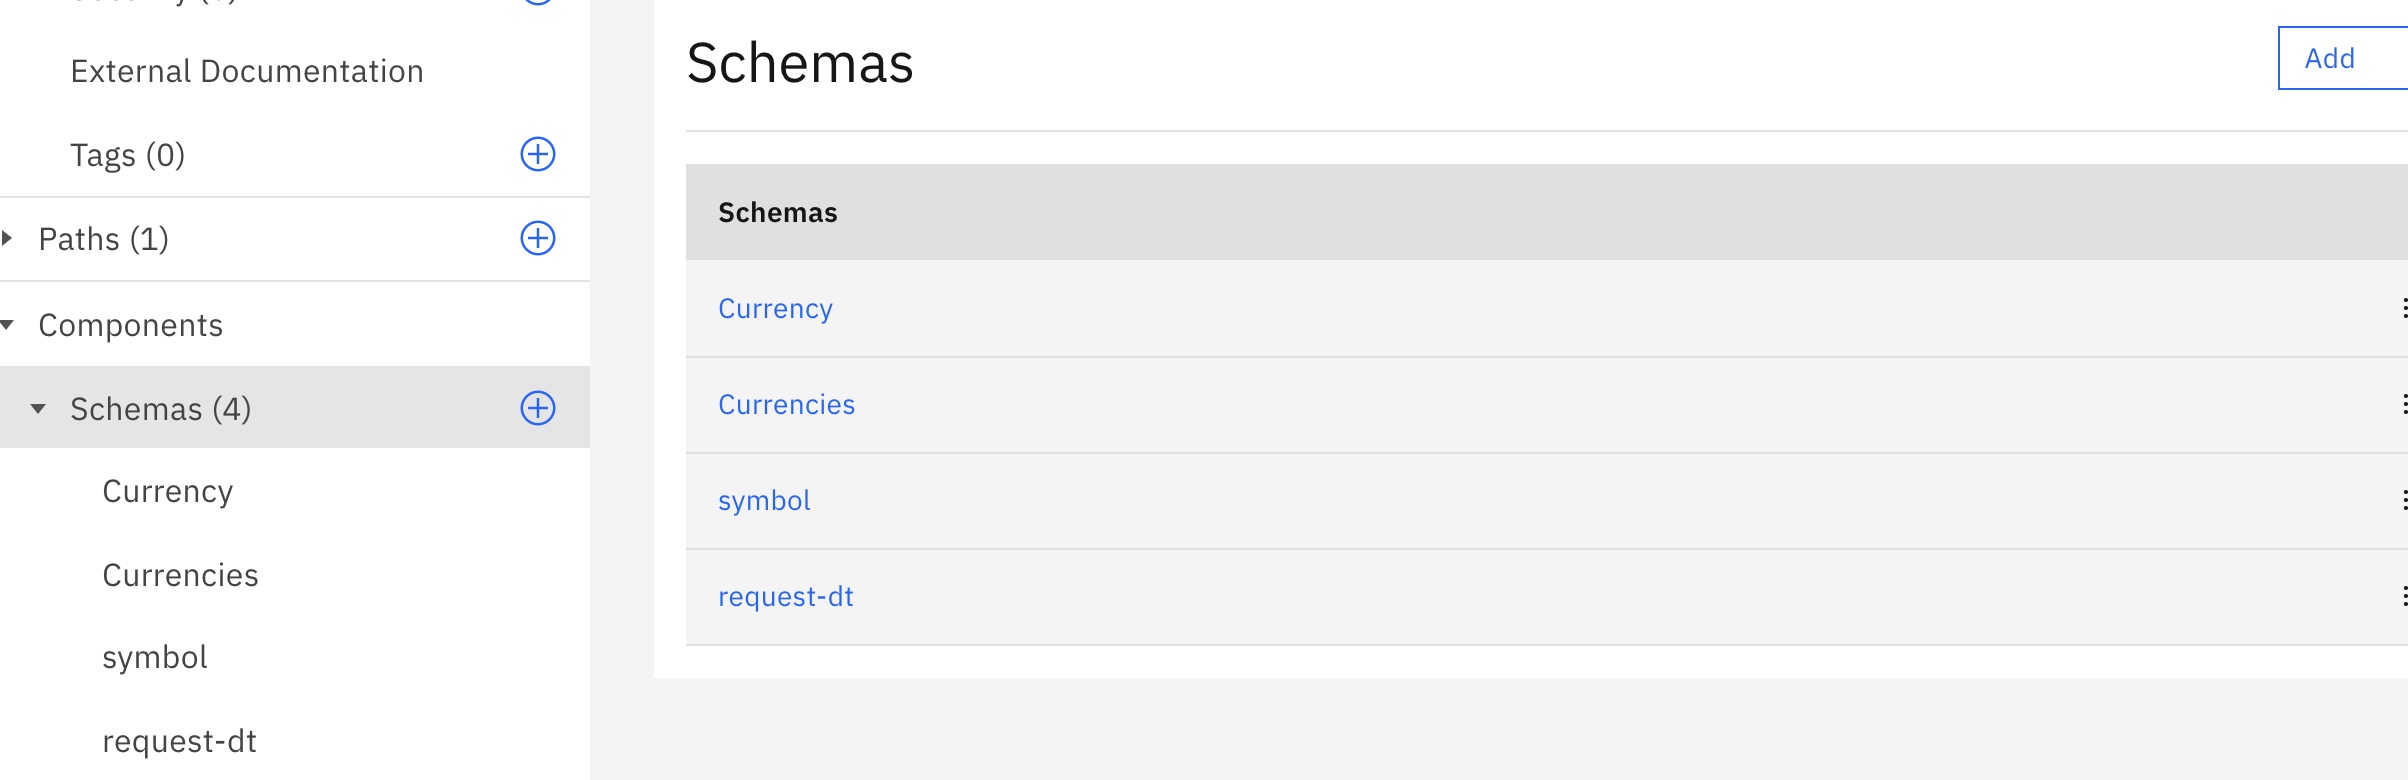 External Documentation
Tags (0)
Paths (1)
Components
Schemas (4)
Currency
Currencies
symbol
request-dt
Schemas
Add
Schemas
Currency
Currencies
symbol
request-dt